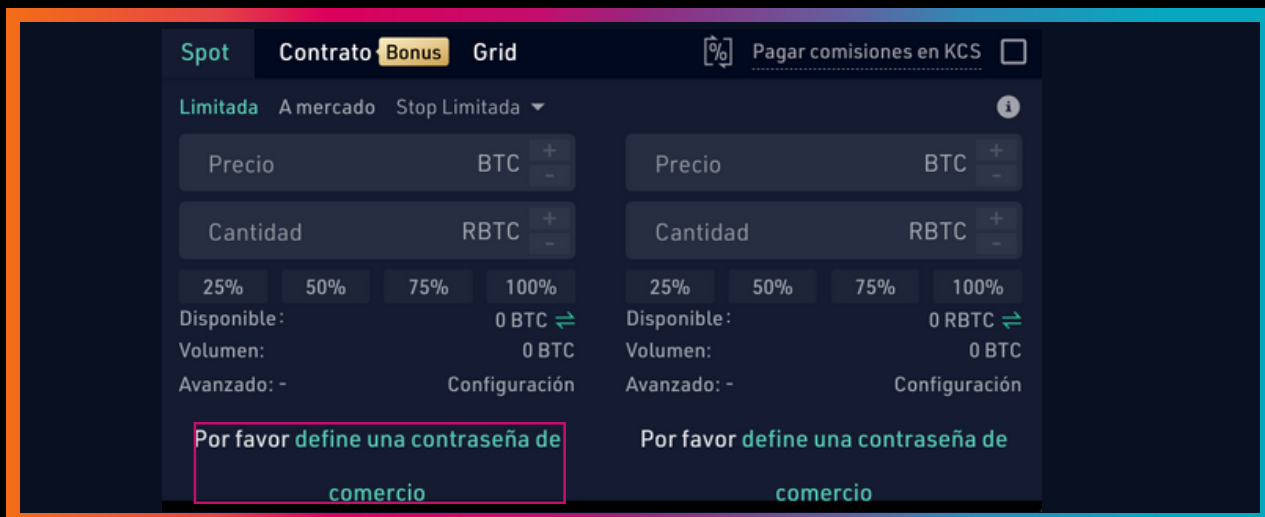 Spot Contrato Bonus Grid Pagar comisiones en KCS
Limitada A mercado Stop Limitada
Precio BTC + - Precio BTC + -
Cantidad RBTC + - Cantidad RBTC + -
25% 50% 75% 100% 25% 50% 75% 100%
Disponible: 0 BTC Disponible: 0 RBTC
Volumen: 0 BTC Volumen: 0 BTC
Avanzado: - Configuración Avanzado: - Configuración
Por favor define una contraseña de Por favor define una contraseña de
comercio comercio